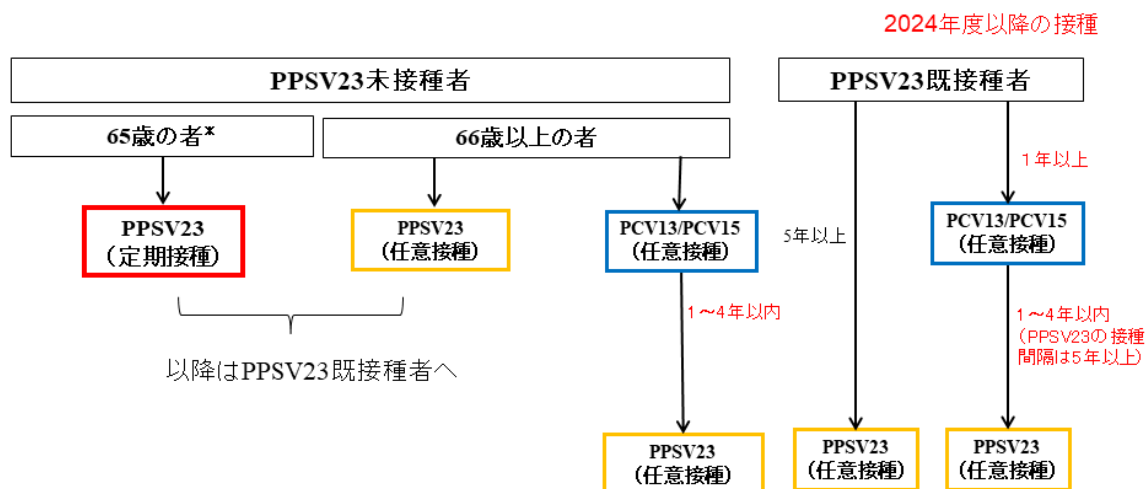 2024年度以降の接種
PPSV23未接種者
PPSV23既接種者
65歳の者*
66歳以上の者
1年以上
PPSV23
（定期接種）
PPSV23
(任意接種)
PCV13/PCV15
(任意接種)
5年以上
PCV13/PCV15
(任意接種)
1～4年以内
1～4年以内
(PPSV23の接種
間隔は5年以上)
以降はPPSV23既接種者へ
PPSV23
(任意接種)
PPSV23
(任意接種)
PPSV23
(任意接種)